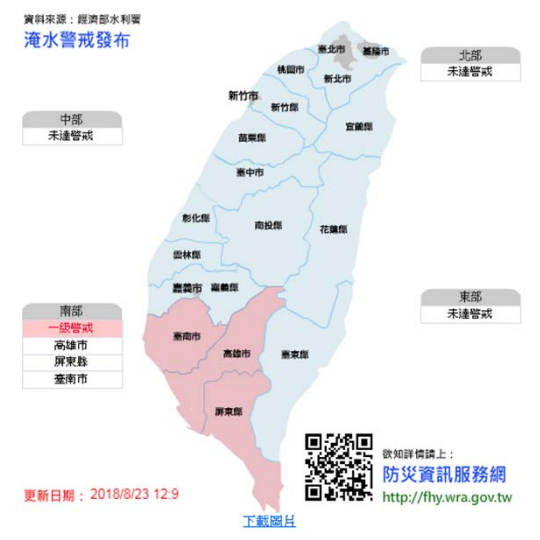 資料來源：經濟部水利署
淹水警戒發布
北部
未達警戒
中部
未達警戒
南部
一級警戒
高雄市
屏東縣
臺南市
東部
未達警戒
臺北市
基隆市
桃園市
新北市
新竹市
新竹縣
宜蘭縣
苗栗縣
臺中市
彰化縣
南投縣
花蓮縣
雲林縣
嘉義市
嘉義縣
臺南市
高雄市
臺東縣
屏東縣
更新日期： 2018/8/23 12:9
欲知詳情請上：
防災資訊服務網
http://fhy.wra.gov.tw
下載圖片